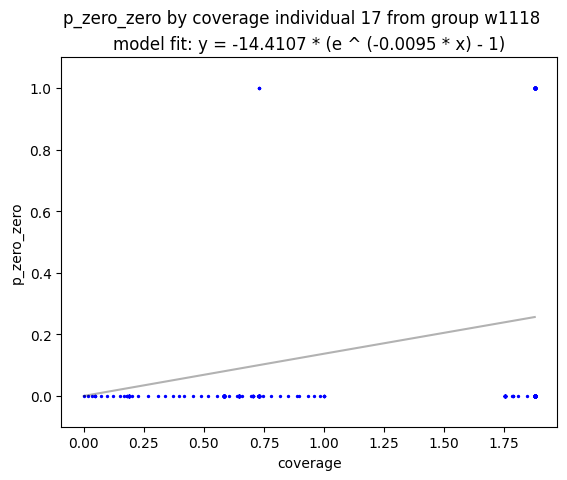 p_zero_zero by coverage individual 17 from group w1118
model fit: y = -14.4107 * (e ^ (-0.0095 * x) - 1)
1.0
0.8
0.6
0.4
0.2
0.0
p_zero_zero
0.00 0.25 0.50 0.75 1.00 1.25 1.50 1.75
coverage